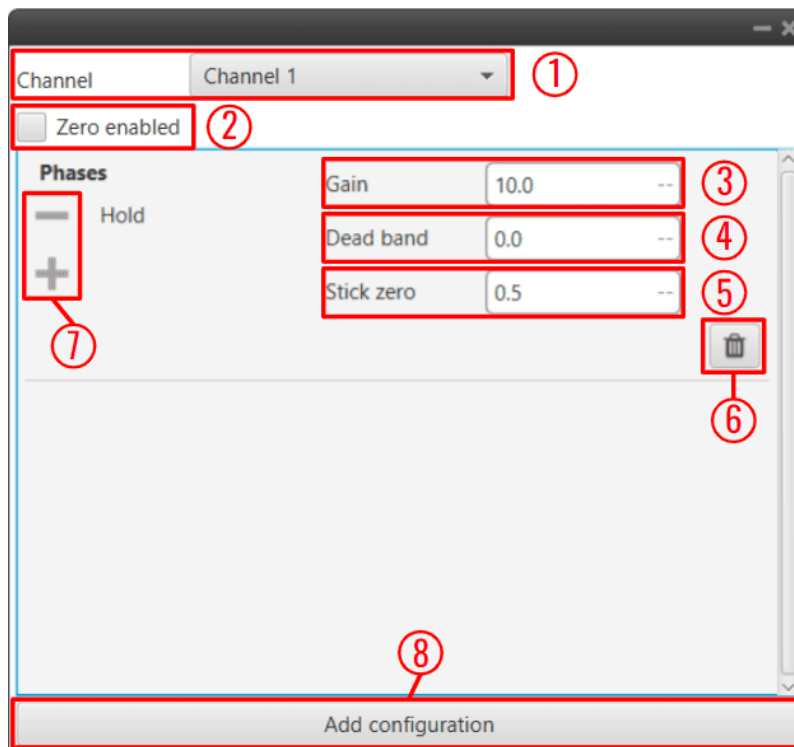 Channel Channel 1 ①
Zero enabled ②
Phases
Gain 10.0 -- ③
Hold
Dead band 0.0 -- ④
Stick zero 0.5 -- ⑤
⑦
⑥
⑧
Add configuration